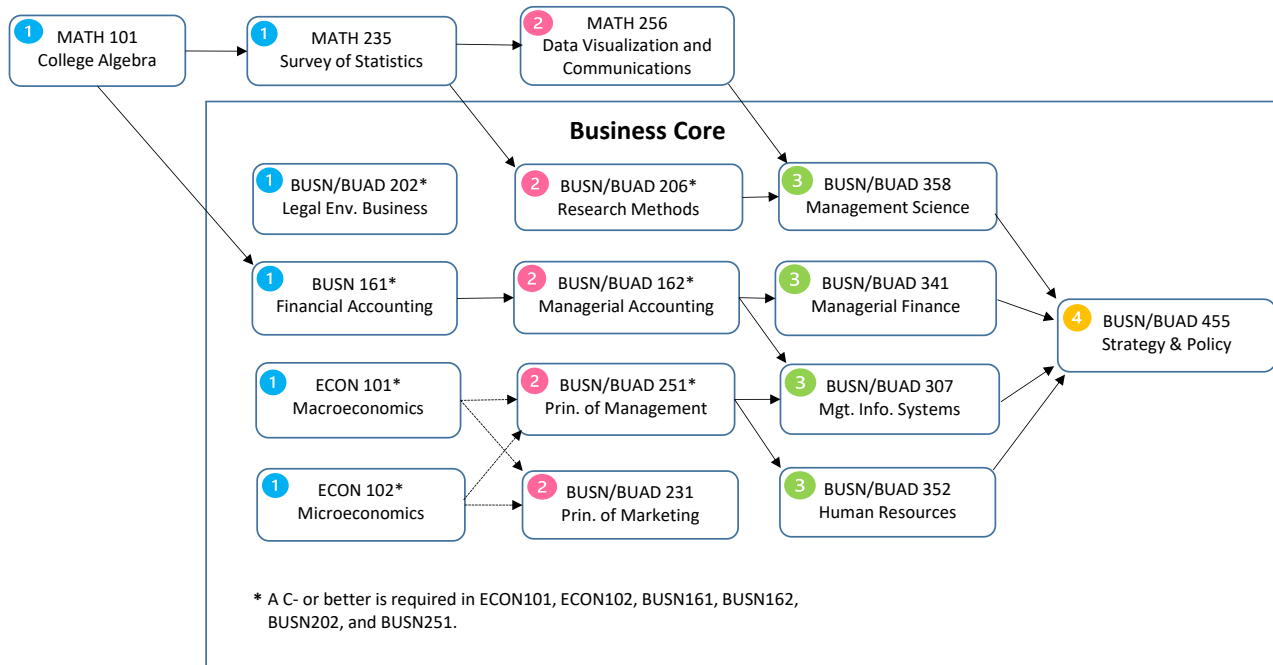 1
MATH 101
College Algebra
1
MATH 235
Survey of Statistics
2
MATH 256
Data Visualization and
Communications
Business Core
1
BUSN/BUAD 202*
Legal Env. Business
2
BUSN/BUAD 206*
Research Methods
3
BUSN/BUAD 358
Management Science
1
BUSN 161*
Financial Accounting
2
BUSN/BUAD 162*
Managerial Accounting
3
BUSN/BUAD 341
Managerial Finance
4
BUSN/BUAD 455
Strategy & Policy
1
ECON 101*
Macroeconomics
2
BUSN/BUAD 251*
Prin. of Management
3
BUSN/BUAD 307
Mgt. Info. Systems
1
ECON 102*
Microeconomics
2
BUSN/BUAD 231
Prin. of Marketing
3
BUSN/BUAD 352
Human Resources
* A C- or better is required in ECON101, ECON102, BUSN161, BUSN162,
BUSN202, and BUSN251.